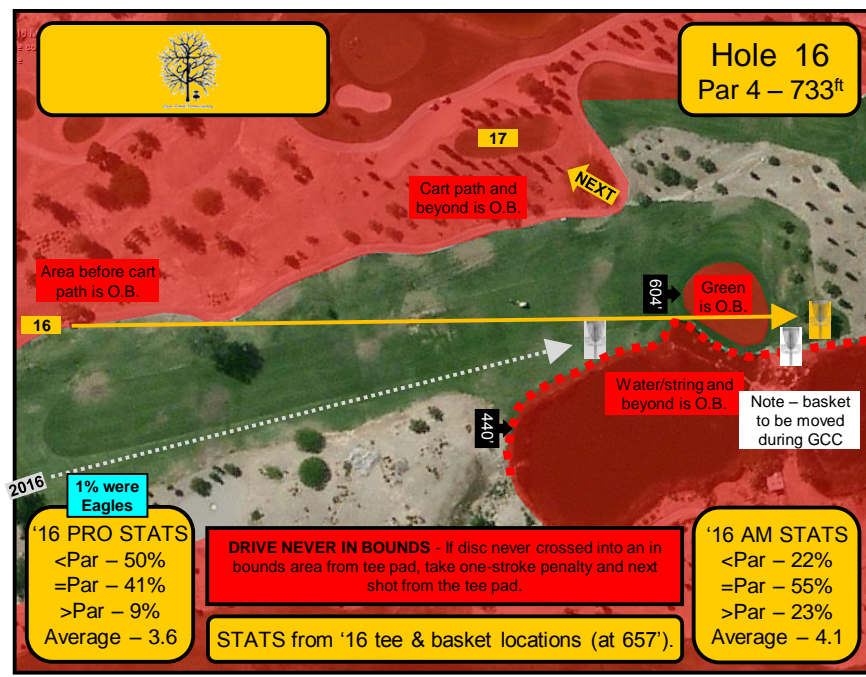 Hole 16
Par 4 – 733ft
17
NEXT
Cart path and
beyond is O.B.
Area before cart
path is O.B.
16
604'
Green
is O.B.
Water/string and
beyond is O.B.
Note – basket
to be moved
during GCC
440'
2016
1% were
Eagles
'16 PRO STATS
<Par – 50%
=Par – 41%
>Par – 9%
Average – 3.6
DRIVE NEVER IN BOUNDS - If disc never crossed into an in
bounds area from tee pad, take one-stroke penalty and next
shot from the tee pad.
STATS from '16 tee & basket locations (at 657').
'16 AM STATS
<Par – 22%
=Par – 55%
>Par – 23%
Average – 4.1